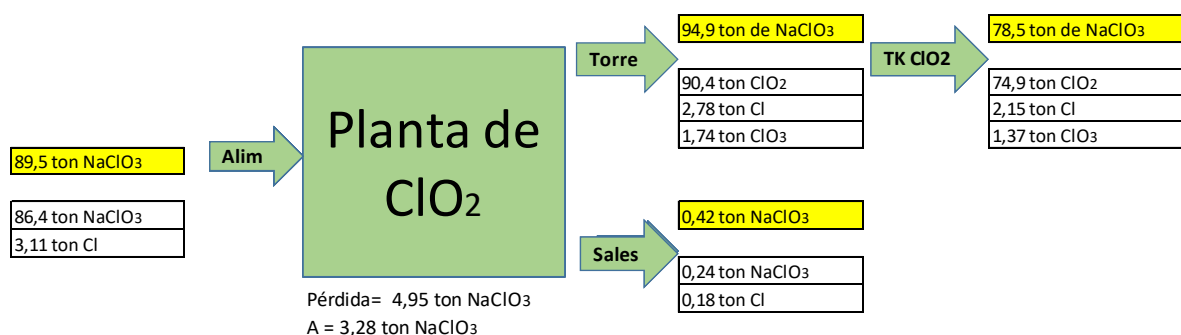 94,9 ton de NaClO3
78,5 ton de NaClO3
Torre
TK ClO2
90,4 ton ClO2
2,78 ton Cl
1,74 ton ClO3
74,9 ton ClO2
2,15 ton Cl
1,37 ton ClO3
Planta de
ClO2
89,5 ton NaClO3
Alim
86,4 ton NaClO3
3,11 ton Cl
0,42 ton NaClO3
Sales
0,24 ton NaClO3
0,18 ton Cl
Pérdida= 4,95 ton NaClO3
A = 3,28 ton NaClO3